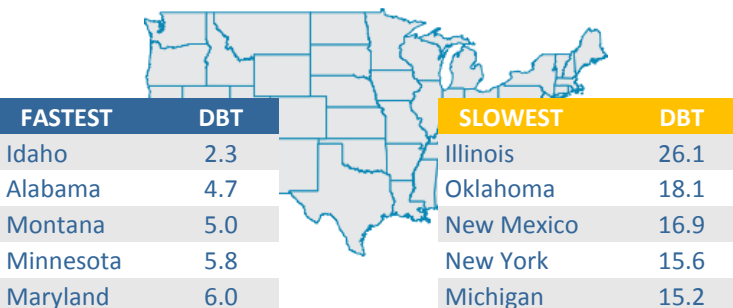 FASTEST DBT
Idaho 2.3
Alabama 4.7
Montana 5.0
Minnesota 5.8
Maryland 6.0
SLOWEST DBT
Illinois 26.1
Oklahoma 18.1
New Mexico 16.9
New York 15.6
Michigan 15.2